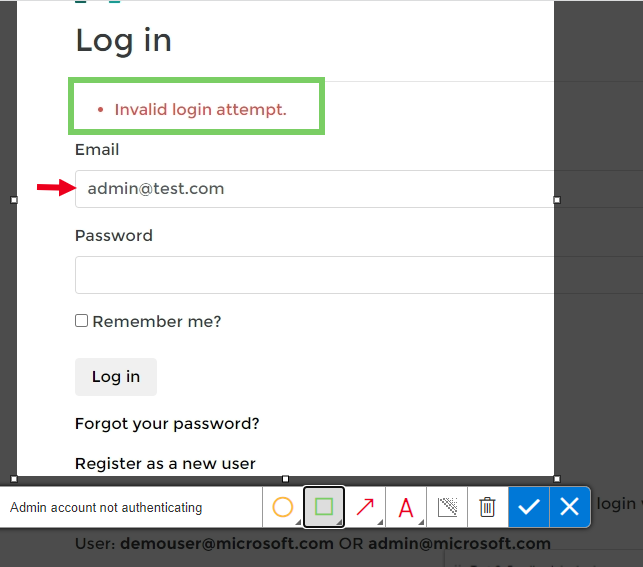 Log in
Invalid login attempt.
Email
admin@test.com
Password
Remember me?
Log in
Forgot your password?
Register as a new user
Admin account not authenticating
A
login
User: demouser@microsoft.com OR admin@microsoft.com